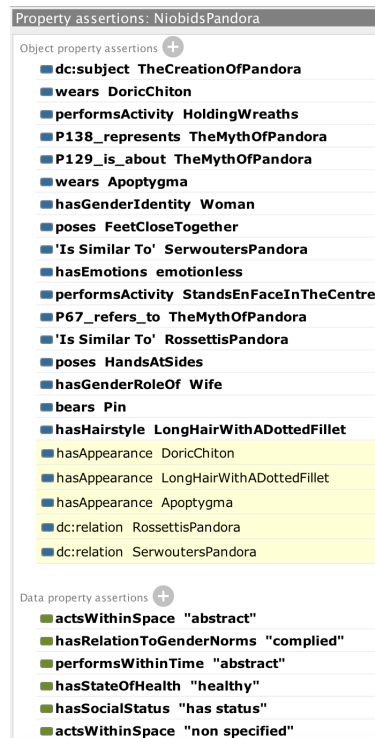 Property assertions: NiobidsPandora
Object property assertions
dc:subject TheCreationOfPandora
wears DoricChiton
performsActivity HoldingWreaths
P138_represents TheMythOfPandora
P129_is_about TheMythOfPandora
wears Apoptygma
hasGenderIdentity Woman
poses FeetCloseTogether
'Is Similar To' SerwoutersPandora
hasEmotions emotionless
performsActivity StandsEnFaceInTheCentre
P67_refers_to TheMythOfPandora
'Is Similar To' RossettisPandora
poses HandsAtSides
hasGenderRoleOf Wife
bears Pin
hasHairstyle LongHairWithADottedFillet
hasAppearance DoricChiton
hasAppearance LongHairWithADottedFillet
hasAppearance Apoptygma
dc:relation RossettisPandora
dc:relation SerwoutersPandora
Data property assertions
actsWithinSpace "abstract"
hasRelationToGenderNorms "complied"
performsWithinTime "abstract"
hasStateOfHealth "healthy"
hasSocialStatus "has status"
actsWithinSpace "non specified"